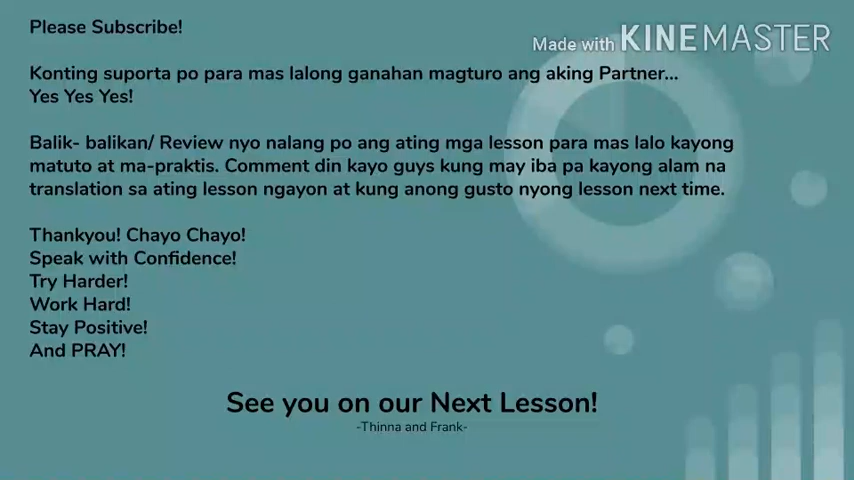 Please Subscribe!
Made with KINEMASTER
Konting suporta po para mas lalong ganahan magturo ang aking Partner...
Yes Yes Yes!
Balik- balikan/ Review nyo nalang po ang ating mga lesson para mas lalo kayong
matuto at ma-praktis. Comment din kayo guys kung may iba pa kayong alam na
translation sa ating lesson ngayon at kung anong gusto nyong lesson next time.
Thankyou! Chayo Chayo!
Speak with Confidence!
Try Harder!
Work Hard!
Stay Positive!
And PRAY!
See you on our Next Lesson!
-Thinna and Frank-